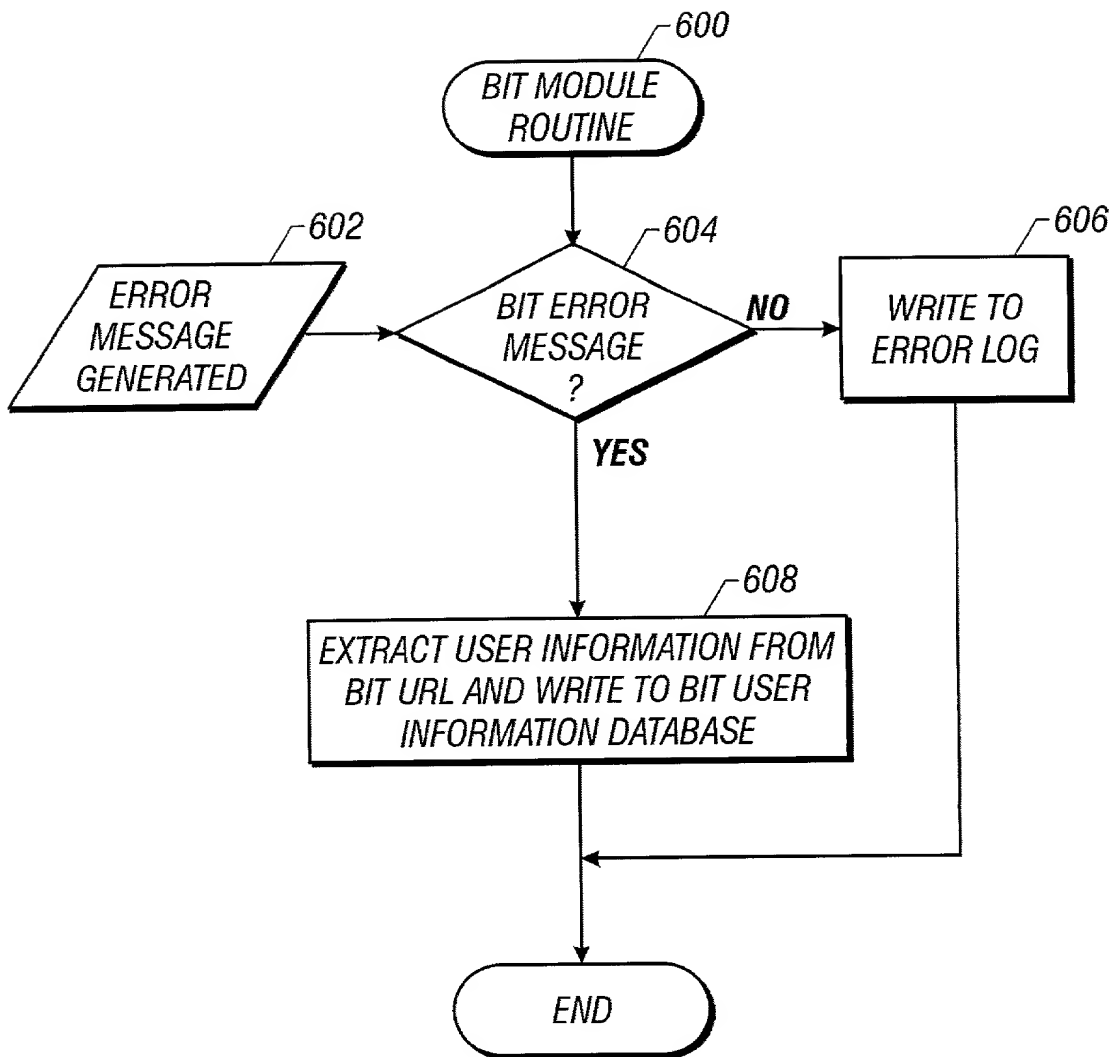 600
BIT MODULE
ROUTINE
602
ERROR
MESSAGE
GENERATED
604
BIT ERROR
MESSAGE
?
NO
YES
606
WRITE TO
ERROR LOG
608
EXTRACT USER INFORMATION FROM
BIT URL AND WRITE TO BIT USER
INFORMATION DATABASE
END